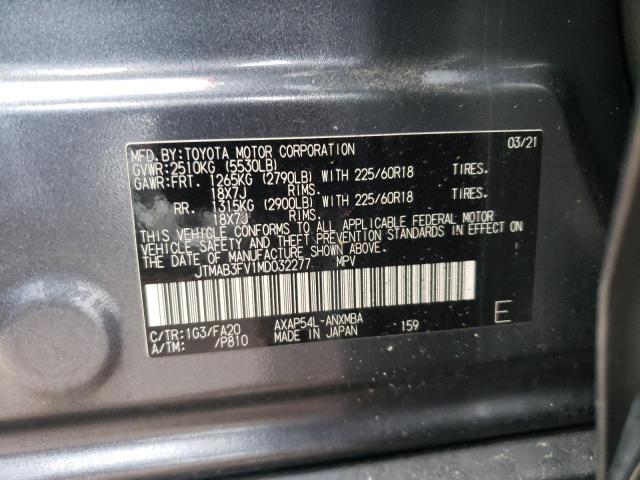 MFD.BY:TOYOTA MOTOR CORPORATION 03/21
GVWR:2510KG (5530LB)
GAWR:FRT. 1265KG (2790LB) WITH 225/60R18 TIRES.
18X7J RIMS.
RR. 1315KG (2900LB) WITH 225/60R18 TIRES.
18X7J RIMS.
THIS VEHICLE CONFORMS TO ALL APPLICABLE FEDERAL MOTOR
VEHICLE SAFETY AND THEFT PREVENTION STANDARDS IN EFFECT ON
THE DATE OF MANUFACTURE SHOWN ABOVE.
JTMAB3FV1MD032277 MPV
C/TR:1G3/FA20 AXAP54L-ANXMBA 159 E
A/TM: /P810 MADE IN JAPAN